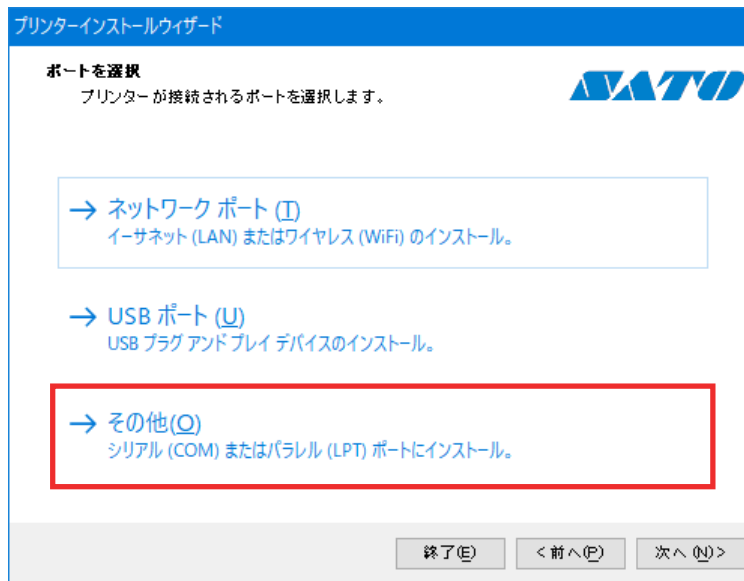 プリンターインストールウィザード
ポートを選択
プリンターが接続されるポートを選択します。
SATO
→ ネットワーク ポート (T)
イーサネット (LAN) またはワイヤレス (WiFi) のインストール。
→ USB ポート (U)
USB プラグ アンド プレイ デバイスのインストール。
→ その他(O)
シリアル (COM) またはパラレル (LPT) ポートにインストール。
終了(E) <前へ(P) 次へ(N)>